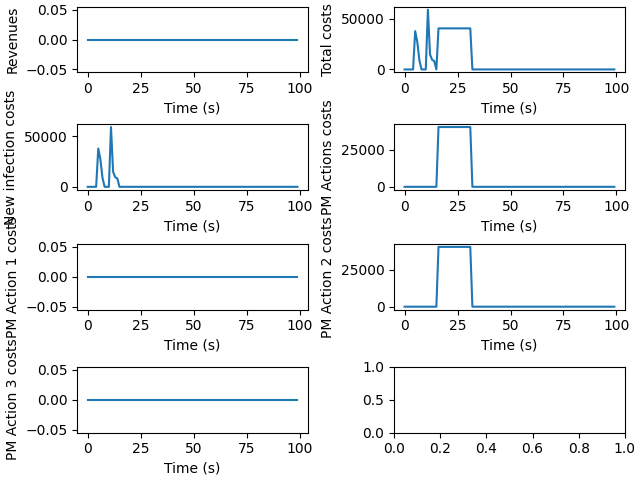 Revenues
0.05
0.00
−0.05
0 25 50 75 100
Time (s)
Total costs
50000
0
0 25 50 75 100
Time (s)
New infection costs
50000
0
0 25 50 75 100
Time (s)
PM Actions costs
25000
0
0 25 50 75 100
Time (s)
PM Action 1 costs
0.05
0.00
−0.05
0 25 50 75 100
Time (s)
PM Action 2 costs
25000
0
0 25 50 75 100
Time (s)
PM Action 3 costs
0.05
0.00
−0.05
0 25 50 75 100
Time (s)
1.0
0.5
0.0
0.0 0.2 0.4 0.6 0.8 1.0